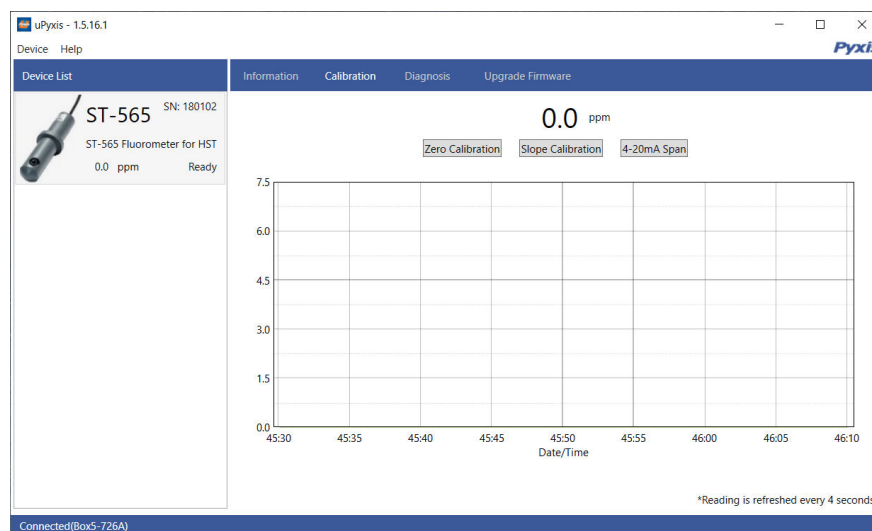 uPyxis - 1.5.16.1
Device Help
Device List
Information Calibration Diagnosis Upgrade Firmware
ST-565 SN: 180102
ST-565 Fluorometer for HST
0.0 ppm Ready
0.0 ppm
Zero Calibration Slope Calibration 4-20mA Span
7.5
6.0
4.5
3.0
1.5
0.0
45:30 45:35 45:40 45:45 45:50 45:55 46:00 46:05 46:10
Date/Time
*Reading is refreshed every 4 seconds
Connected(Box5-726A)